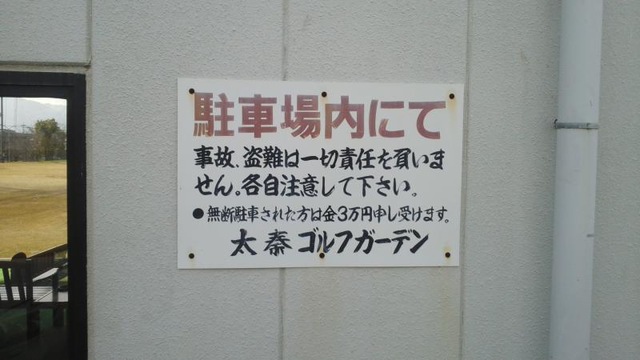 駐車場内にて
事故、盗難は一切責任を負いま
せん。各自注意して下さい。
●無断駐車された方は金3万円申し受けます。
太秦ゴルフガーデン